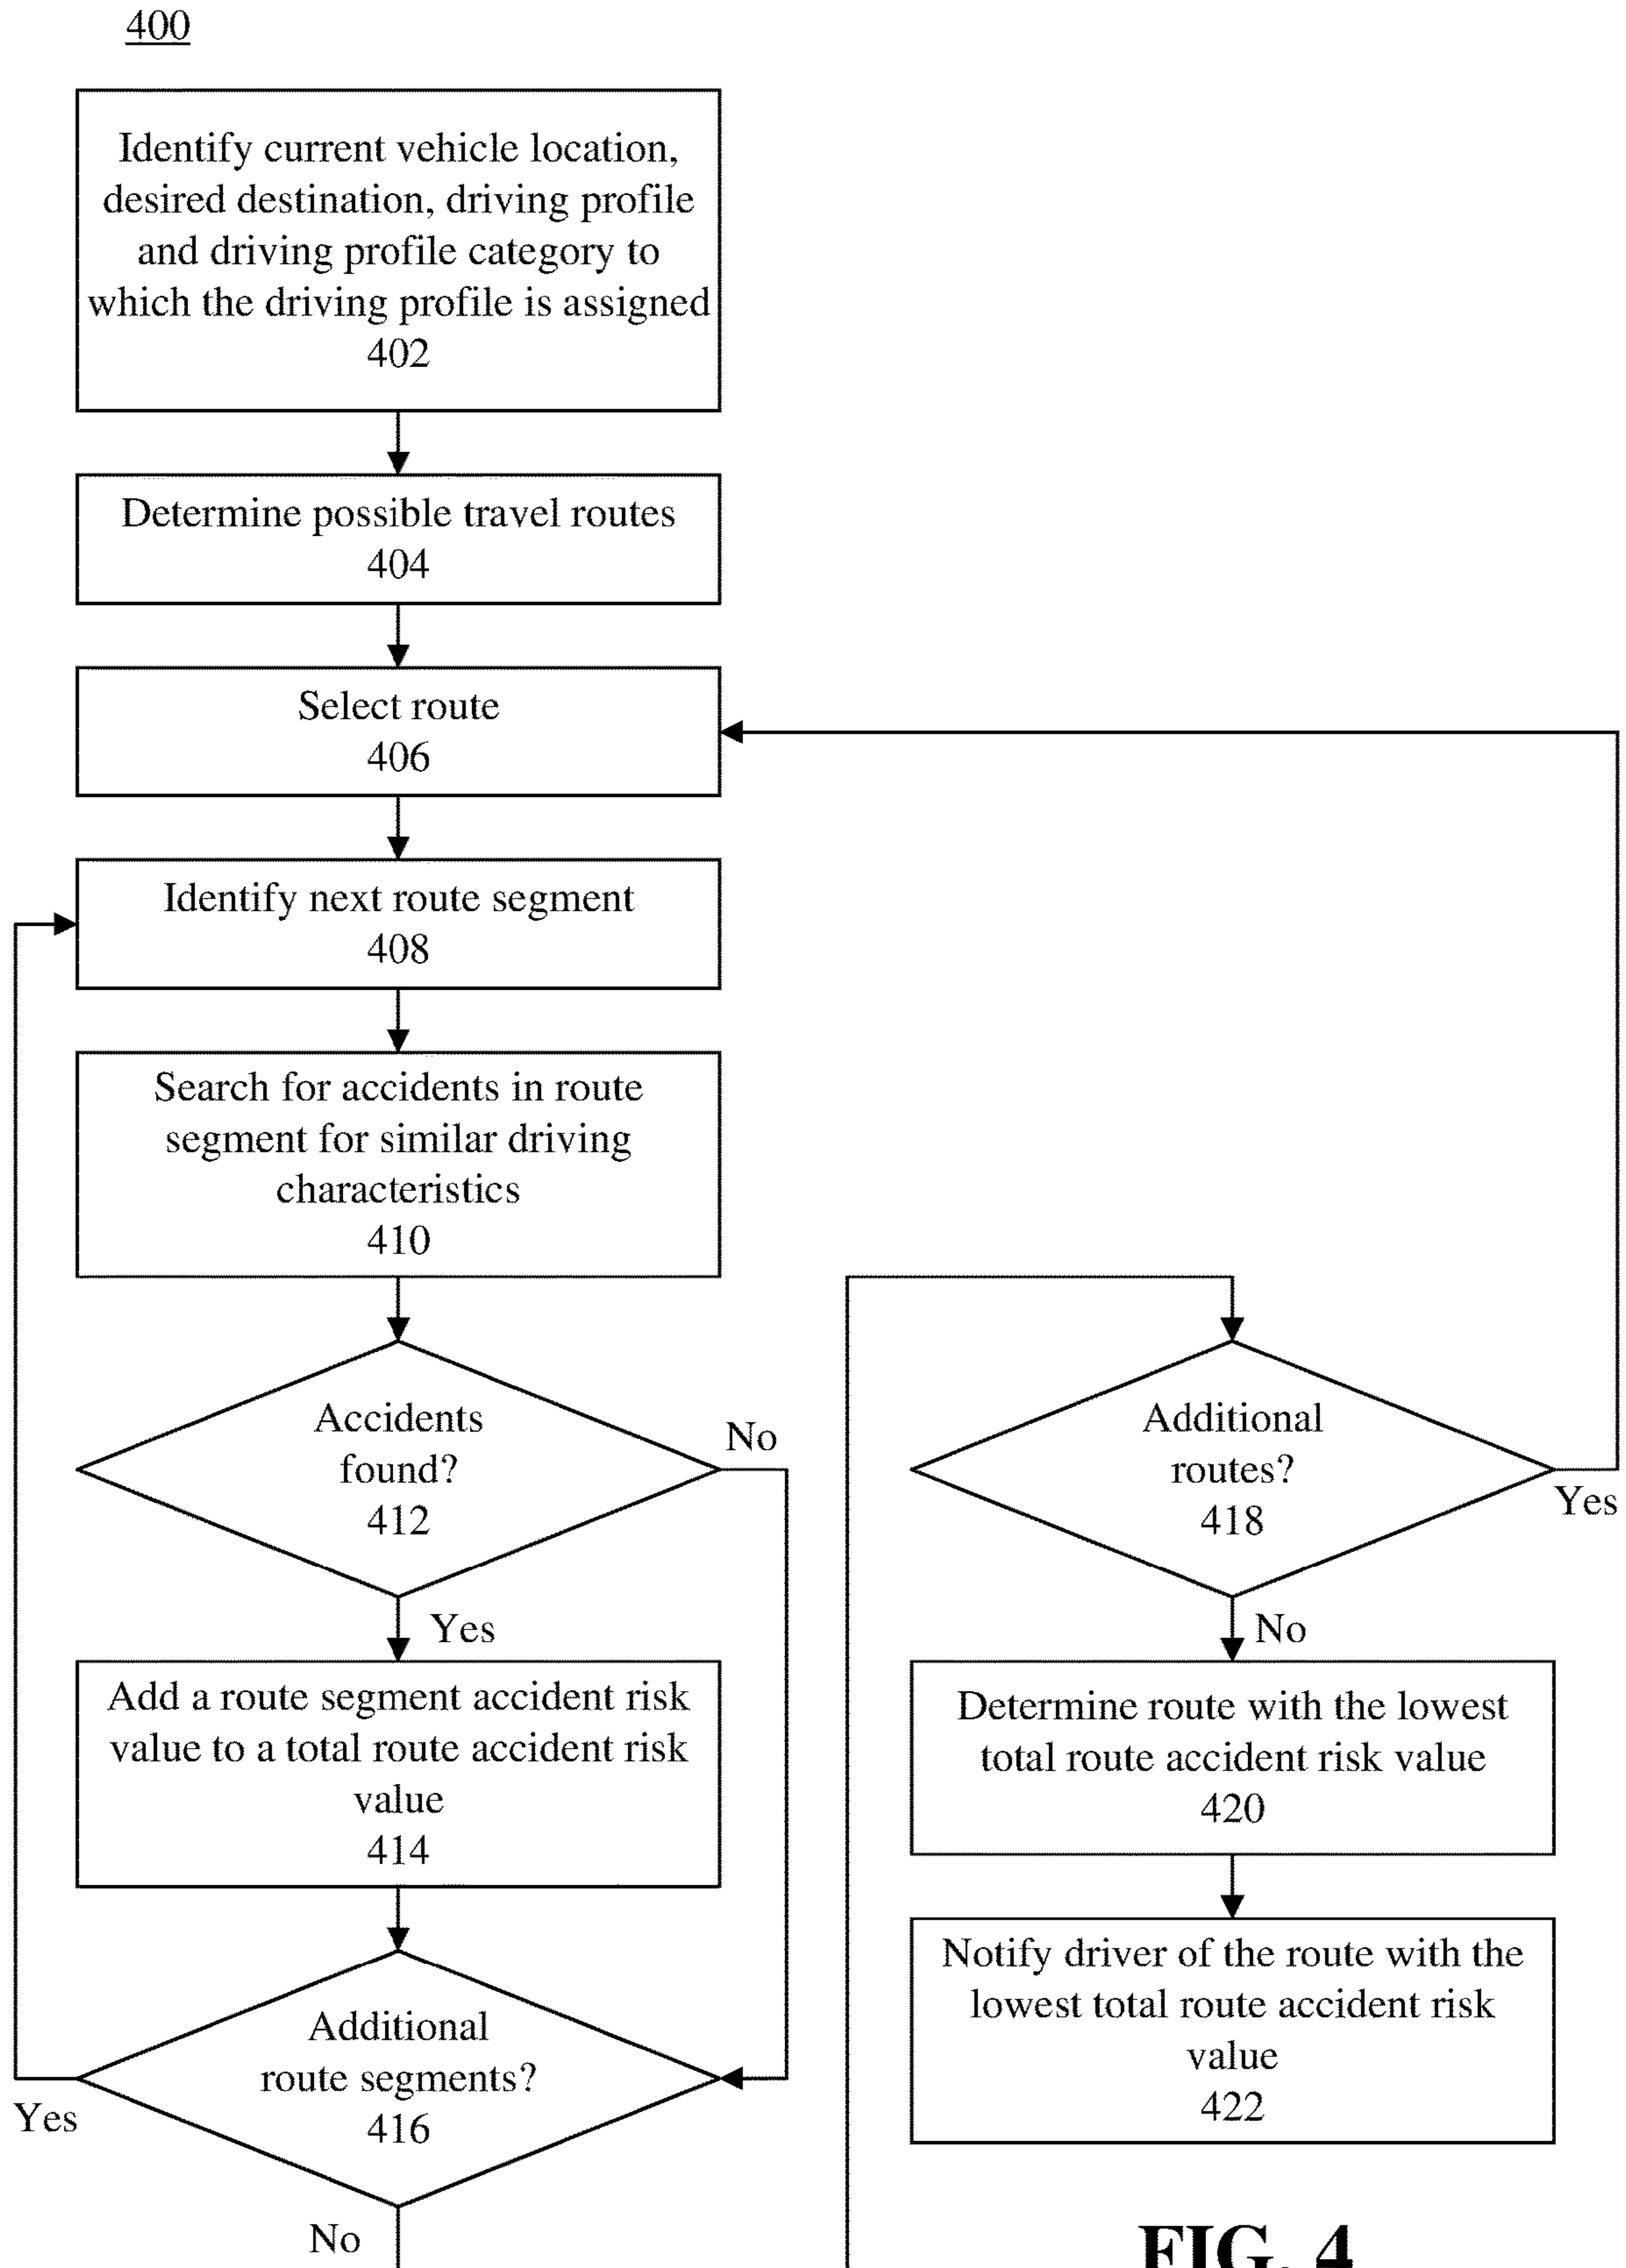 400
Identify current vehicle location,
desired destination, driving profile
and driving profile category to
which the driving profile is assigned
402
Determine possible travel routes
404
Select route
406
Identify next route segment
408
Search for accidents in route
segment for similar driving
characteristics
410
Accidents
found?
412
No
Yes
Add a route segment accident risk
value to a total route accident risk
value
414
Additional
route segments?
416
Yes
No
Additional
routes?
418
Yes
No
Determine route with the lowest
total route accident risk value
420
Notify driver of the route with the
lowest total route accident risk
value
422
FIG. 4